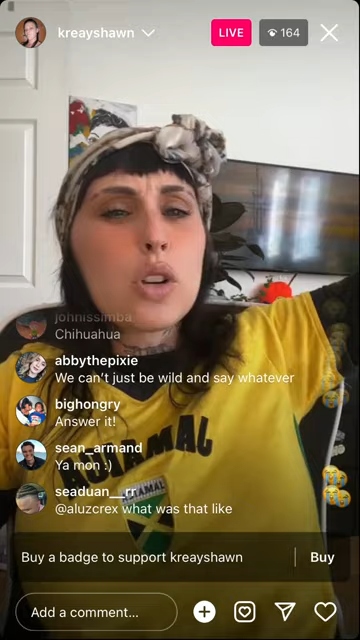 kreayshawn
LIVE
164
johnissimba
Chihuahua
abbythepixie
We can't just be wild and say whatever
bighongry
Answer it!
sean_armand
Ya mon :)
seaduan__rr
@aluzcrex what was that like
Buy a badge to support kreayshawn
Buy
Add a comment...